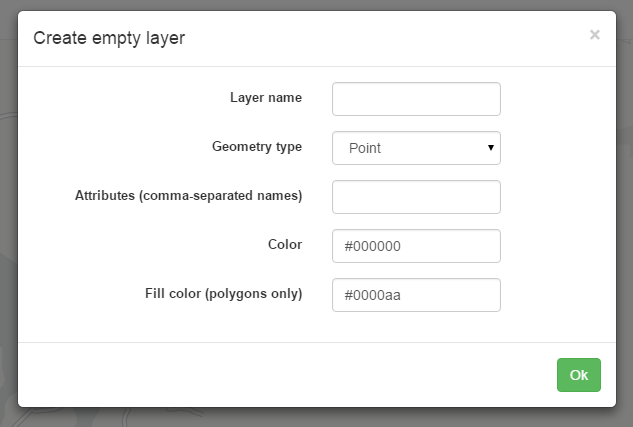 Create empty layer ×
Layer name
Geometry type Point
Attributes (comma-separated names)
Color #000000
Fill color (polygons only) #0000aa
Ok